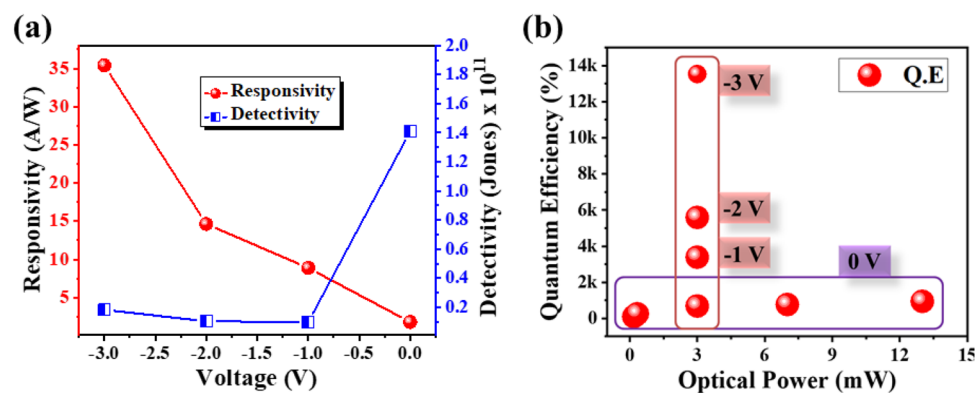 (a)
Responsivity (A/W)
35
30
25
20
15
10
5
Responsivity
Detectivity
2.0
1.8
1.6
1.4
1.2
1.0
0.8
0.6
0.4
0.2
Detectivity (Jones) x 10¹¹
-3.0 -2.5 -2.0 -1.5 -1.0 -0.5 0.0
Voltage (V)
(b)
Quantum Efficiency (%)
14k
12k
10k
8k
6k
4k
2k
0
Q.E
-3 V
-2 V
-1 V
0 V
0 3 6 9 12 15
Optical Power (mW)